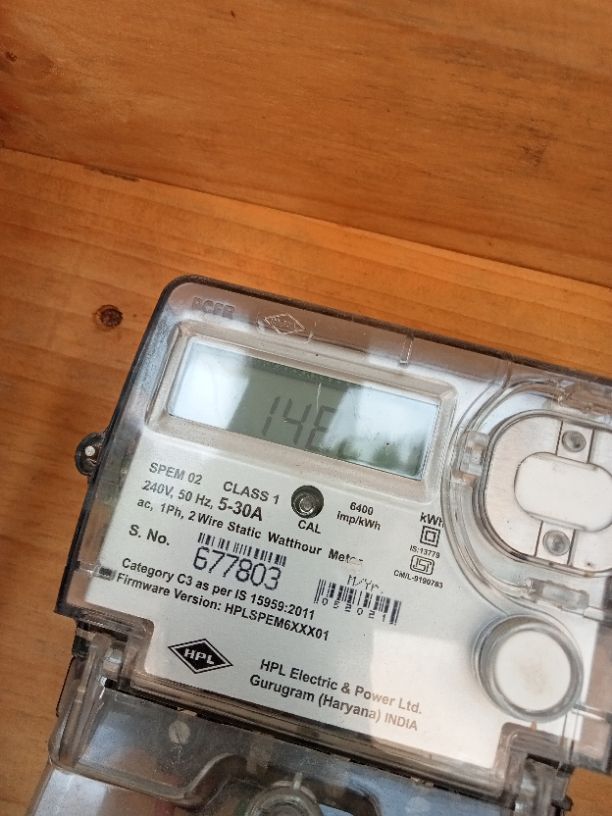 SPEM 02 CLASS 1
240V, 50 Hz, 5-30A
CAL
6400
imp/kWh
kWh
ac, 1Ph, 2 Wire Static Watthour Meter
IS:13779
CM/L-9190783
S. No.
677803
M./Yr.
052021
Category C3 as per IS 15959:2011
Firmware Version: HPLSPEM6XXX01
HPL
HPL Electric & Power Ltd.
Gurugram (Haryana) INDIA